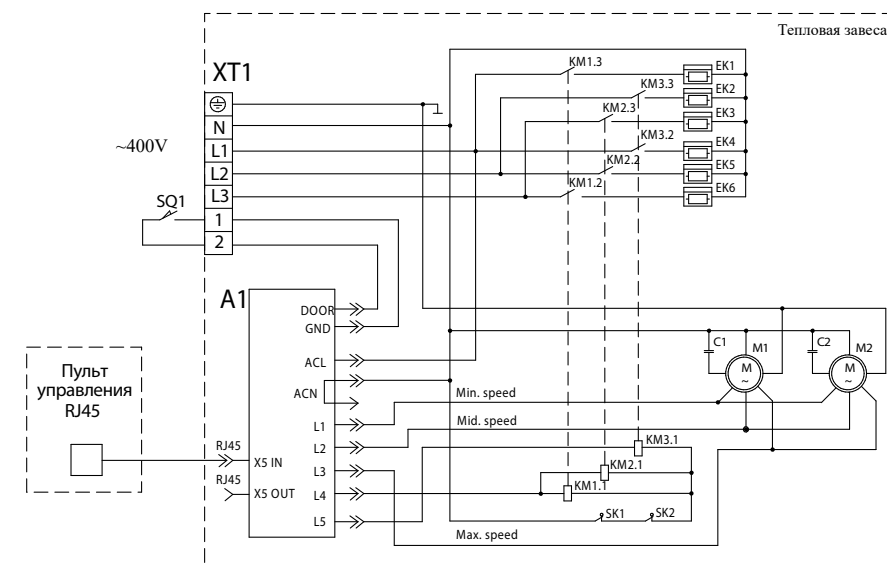 Тепловая завеса
XT1
KM1.3
EK1
KM3.3
EK2
N
KM2.3
EK3
~400V
L1
KM3.2
EK4
L2
KM2.2
EK5
L3
KM1.2
EK6
SQ1
1
2
A1
DOOR
GND
C1
M1
C2
M2
ACL
M
~
M
~
Пульт
управления
RJ45
ACN
Min. speed
L1
Mid. speed
RJ45
L2
KM3.1
X5 IN
L3
KM2.1
RJ45
X5 OUT
L4
KM1.1
L5
SK1
SK2
Max. speed